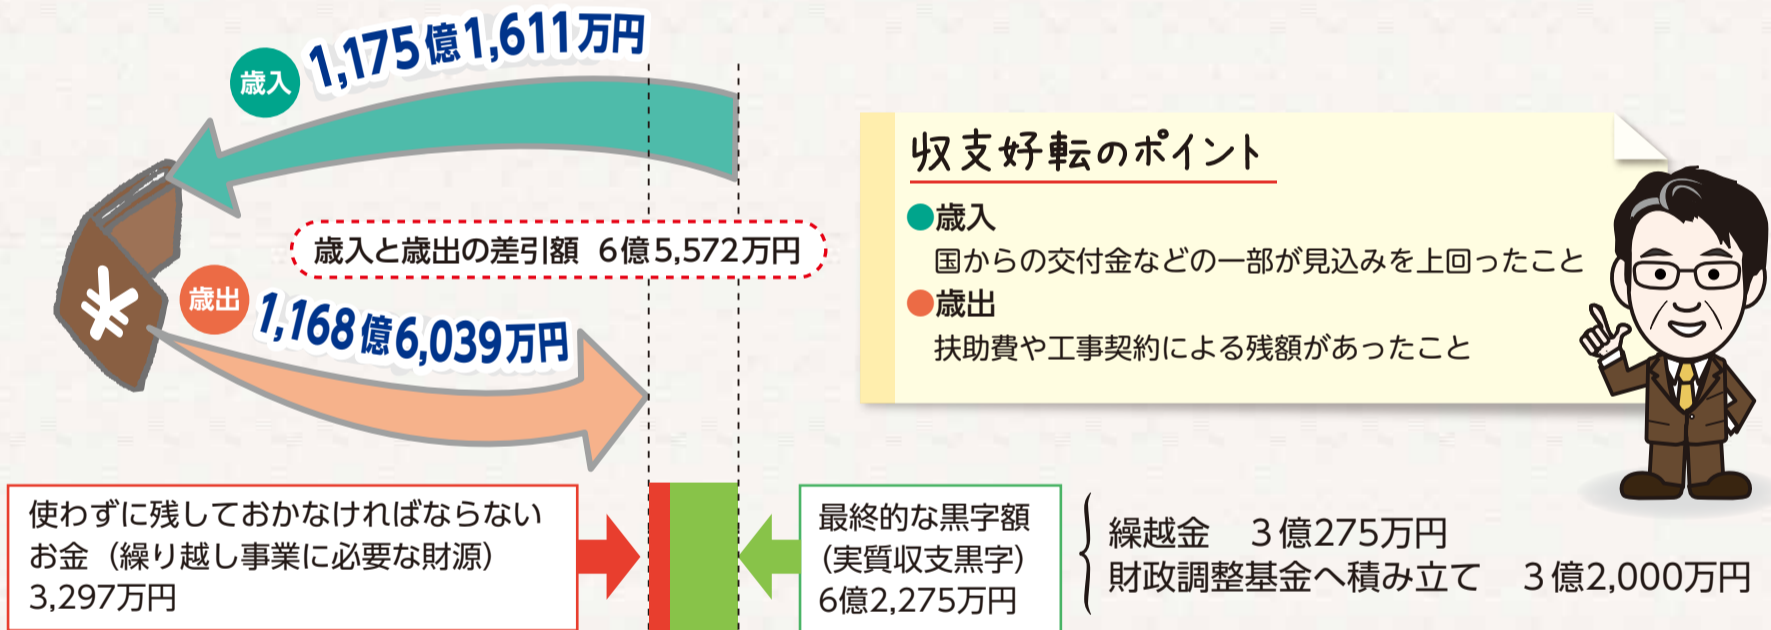 歳入 1,175億1,611万円
歳入と歳出の差引額 6億5,572万円
¥
歳出 1,168億6,039万円
収支好転のポイント
●歳入
国からの交付金などの一部が見込みを上回ったこと
●歳出
扶助費や工事契約による残額があったこと
使わずに残しておかなければならない
お金（繰り越し事業に必要な財源）
3,297万円
最終的な黒字額
（実質収支黒字）
6億2,275万円
繰越金　3億275万円
財政調整基金へ積み立て　3億2,000万円